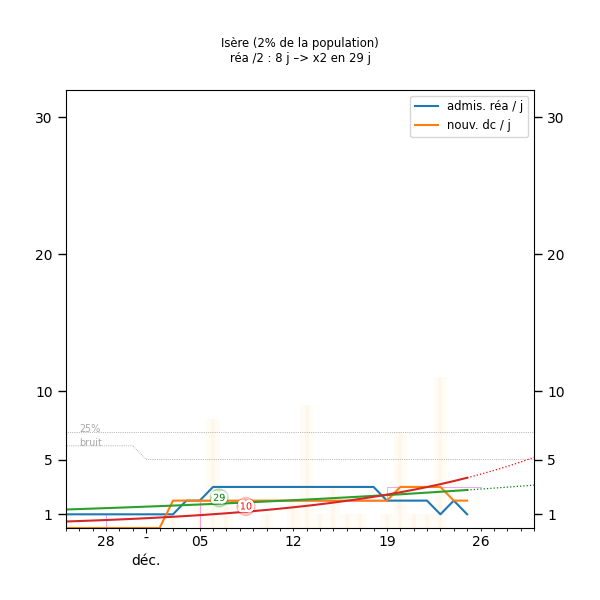 Isère (2% de la population)
réa /2 : 8 j –> x2 en 29 j
admis. réa / j
nouv. dc / j
30 30
20 20
10 10
25%
bruit
5 5
29
10
1 1
28 - 05 12 19 26
déc.